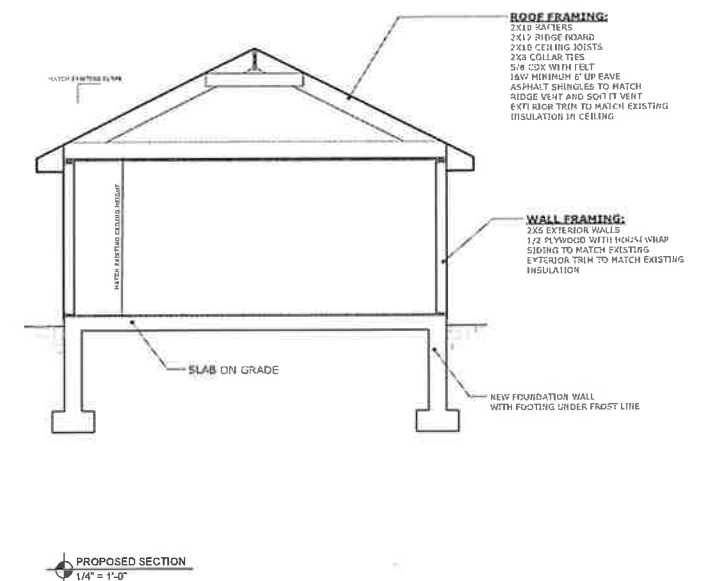 ROOF FRAMING:
2X10 RAFTERS
2X12 RIDGE BOARD
2X10 CEILING JOISTS
2X8 COLLAR TIES
5/8 CDX WITH FELT
I&W MINIMUM 6' UP EAVE
ASPHALT SHINGLES TO MATCH
RIDGE VENT AND SOFFIT VENT
EXTERIOR TRIM TO MATCH EXISTING
INSULATION IN CEILING
MATCH EXISTING
MATCH EXISTING CEILING HEIGHT
WALL FRAMING:
2X6 EXTERIOR WALLS
1/2 PLYWOOD WITH HOUSE WRAP
SIDING TO MATCH EXISTING
EXTERIOR TRIM TO MATCH EXISTING
INSULATION
SLAB ON GRADE
NEW FOUNDATION WALL
WITH FOOTING UNDER FROST LINE
PROPOSED SECTION
1/4" = 1'-0"